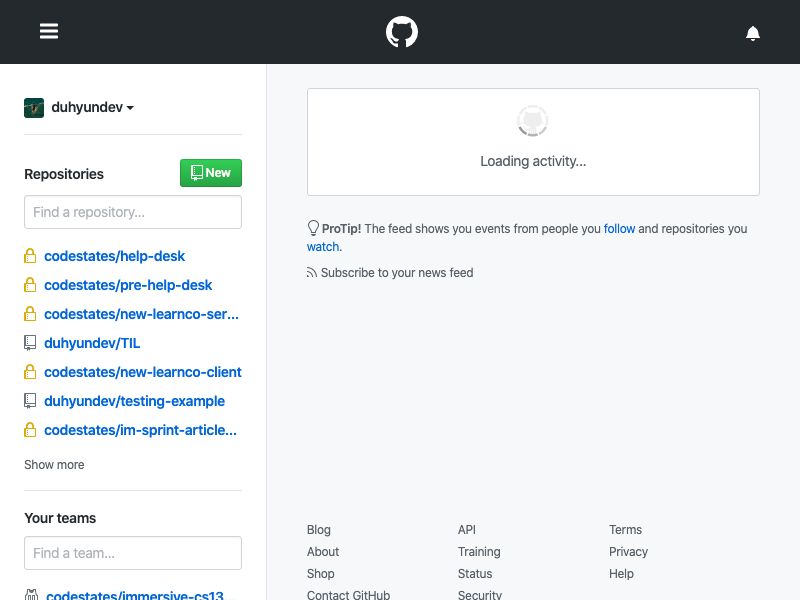 duhyundev
Repositories
New
Find a repository...
codestates/help-desk
codestates/pre-help-desk
codestates/new-learnco-ser...
duhyundev/TIL
codestates/new-learnco-client
duhyundev/testing-example
codestates/im-sprint-article...
Show more
Your teams
Find a team...
codestates/immersive-cs13...
Loading activity...
ProTip! The feed shows you events from people you follow and repositories you
watch.
Subscribe to your news feed
Blog
About
Shop
Contact GitHub
API
Training
Status
Security
Terms
Privacy
Help